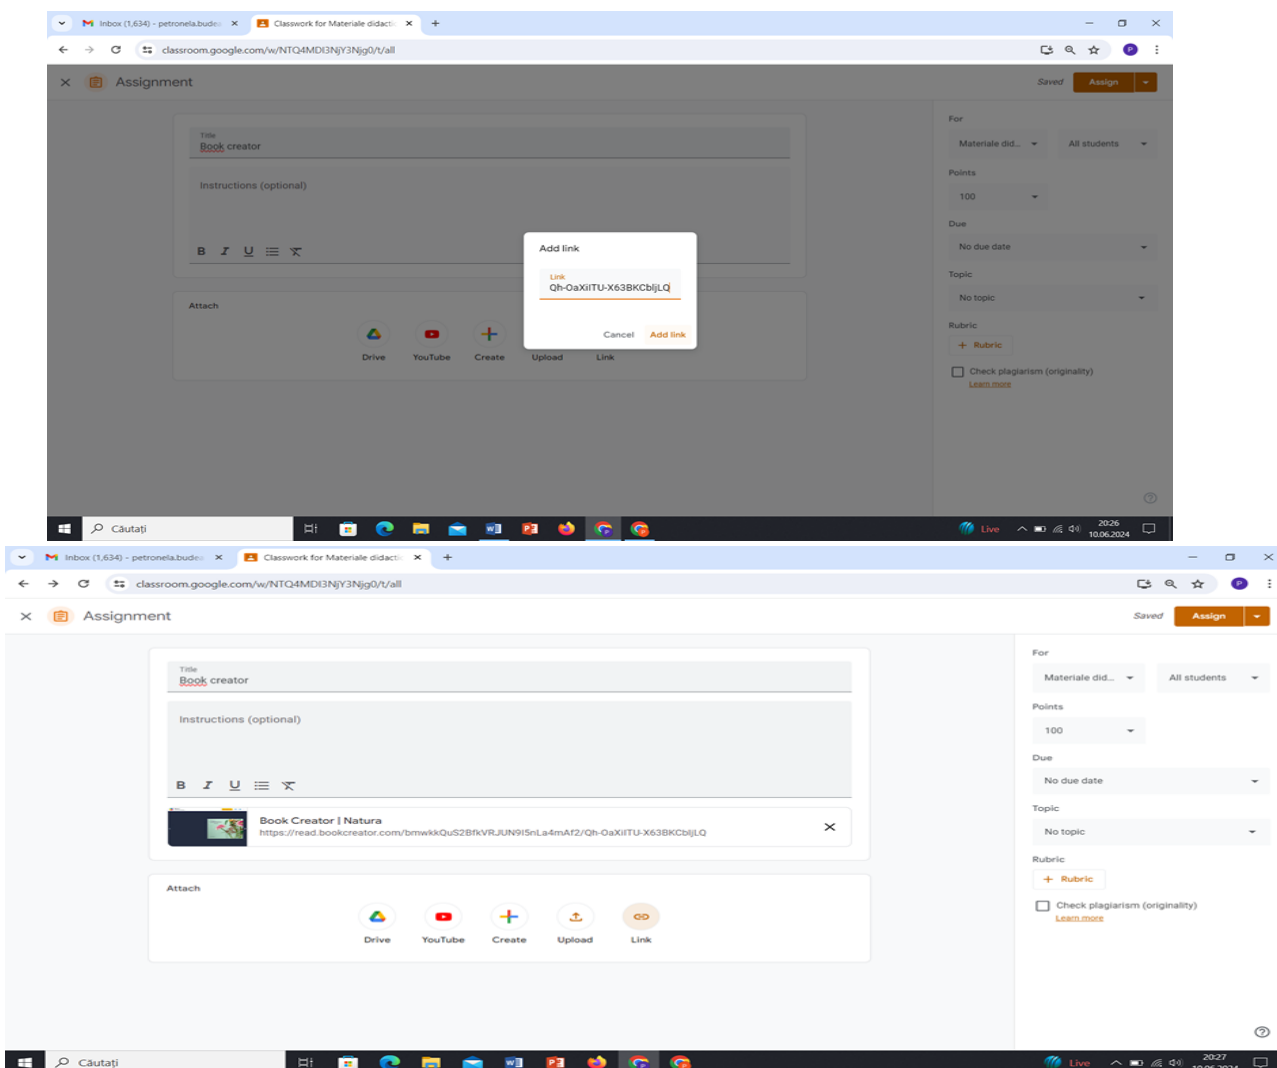 Inbox (1,634) - petronela.budea
Classwork for Materiale didacti
classroom.google.com/w/NTQ4MDI3NjY3Njg0/t/all
P
Assignment
Saved
Assign
Title
Book creator
Instructions (optional)
B I U
Attach
Drive
YouTube
Create
Upload
Link
Add link
Link
Qh-OaXiITU-X63BKCbljLQ
Cancel
Add link
For
Materiale did...
All students
Points
100
Due
No due date
Topic
No topic
Rubric
+ Rubric
Check plagiarism (originality)
Learn more
Căutați
Live
20:26
10.06.2024
Inbox (1,634) - petronela.budea
Classwork for Materiale didacti
classroom.google.com/w/NTQ4MDI3NjY3Njg0/t/all
P
Assignment
Saved
Assign
Title
Book creator
Instructions (optional)
B I U
Book Creator | Natura
https://read.bookcreator.com/bmwkkQuS2BfkVRJUN9I5nLa4mAf2/Qh-OaXiITU-X63BKCbljLQ
Attach
Drive
YouTube
Create
Upload
Link
For
Materiale did...
All students
Points
100
Due
No due date
Topic
No topic
Rubric
+ Rubric
Check plagiarism (originality)
Learn more
Căutați
Live
20:27
10.06.2024